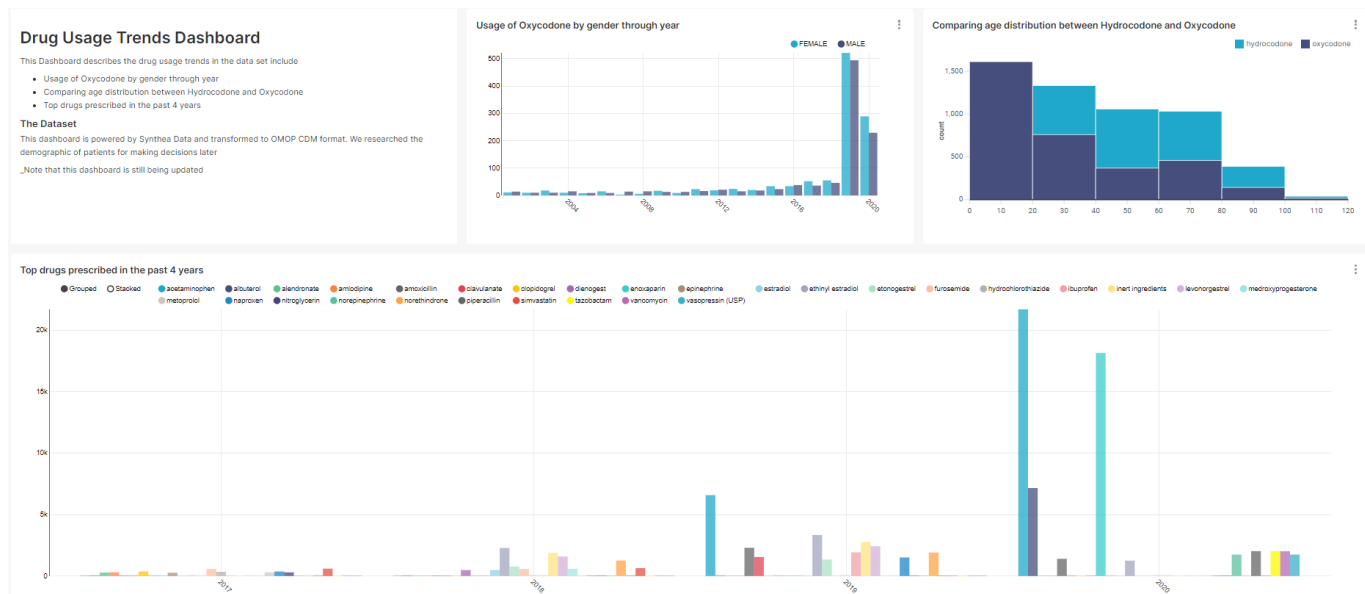 Drug Usage Trends Dashboard
This Dashboard describes the drug usage trends in the data set include
Usage of Oxycodone by gender through year
Comparing age distribution between Hydrocodone and Oxycodone
Top drugs prescribed in the past 4 years
The Dataset
This dashboard is powered by Synthea Data and transformed to OMOP CDM format. We researched the
demographic of patients for making decisions later
_Note that this dashboard is still being updated
Usage of Oxycodone by gender through year
FEMALE MALE
500
400
300
200
100
0
2004 2008 2012 2016 2020
Comparing age distribution between Hydrocodone and Oxycodone
hydrocodone oxycodone
count
1,500
1,000
500
0
0 10 20 30 40 50 60 70 80 90 100 110 120
Top drugs prescribed in the past 4 years
Grouped Stacked acetaminophen albuterol alendronate amlodipine amoxicillin clavulanate clopidogrel dienogest enoxaparin epinephrine estradiol ethinyl estradiol etonogestrel furosemide hydrochlorothiazide ibuprofen inert ingredients levonorgestrel medroxyprogesterone
metoprolol naproxen nitroglycerin norepinephrine norethindrone piperacillin simvastatin tazobactam vancomycin vasopressin (USP)
20k
15k
10k
5k
0
2017 2018 2019 2020